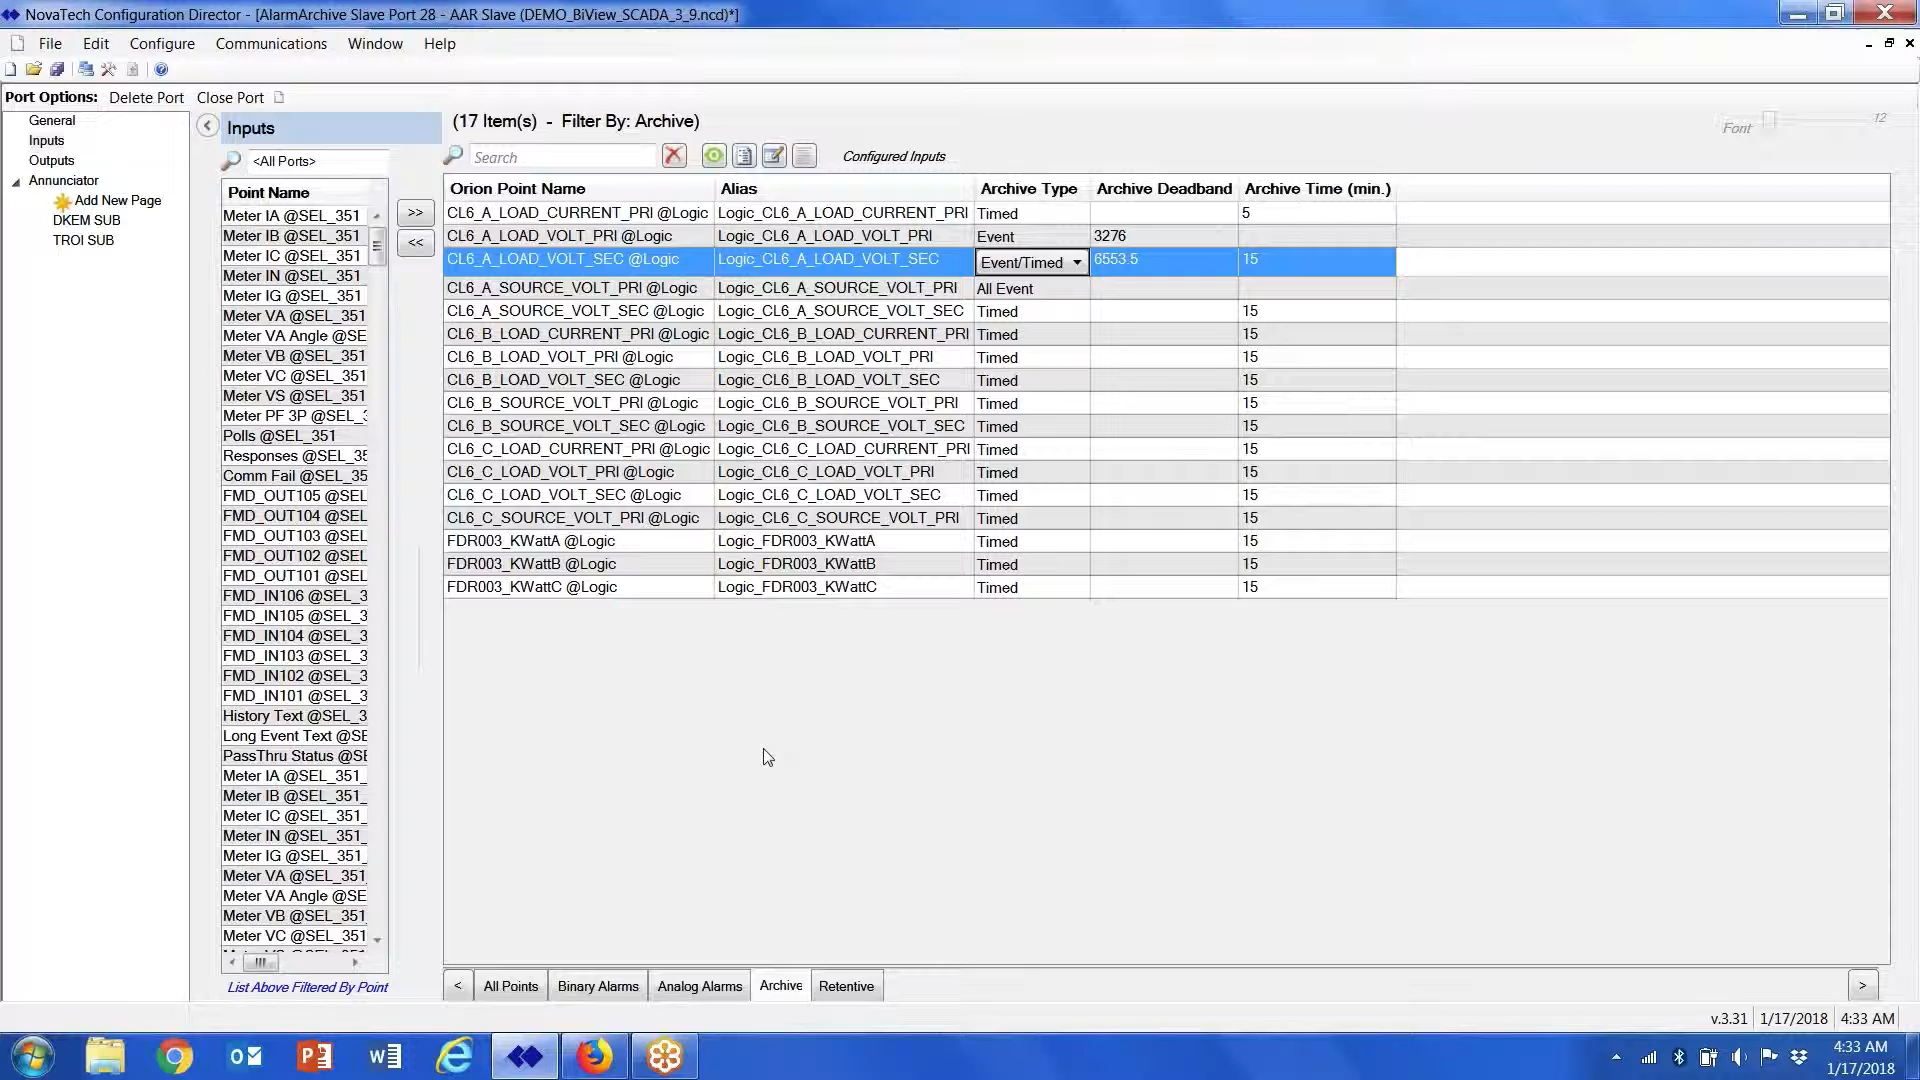 NovaTech Configuration Director - [AlarmArchive Slave Port 28 - AAR Slave (DEMO_BiView_SCADA_3_9.ncd)*]
File Edit Configure Communications Window Help
Port Options: Delete Port Close Port
General
Inputs
Outputs
Annunciator
Add New Page
DKEM SUB
TROI SUB
Inputs
<All Ports>
Point Name
Meter IA @SEL_351
Meter IB @SEL_351
Meter IC @SEL_351
Meter IN @SEL_351
Meter IG @SEL_351
Meter VA @SEL_351
Meter VA Angle @SE
Meter VB @SEL_351
Meter VC @SEL_351
Meter VS @SEL_351
Meter PF 3P @SEL_3
Polls @SEL_351
Responses @SEL_35
Comm Fail @SEL_35
FMD_OUT105 @SEL
FMD_OUT104 @SEL
FMD_OUT103 @SEL
FMD_OUT102 @SEL
FMD_OUT101 @SEL
FMD_IN106 @SEL_3
FMD_IN105 @SEL_3
FMD_IN104 @SEL_3
FMD_IN103 @SEL_3
FMD_IN102 @SEL_3
FMD_IN101 @SEL_3
History Text @SEL_3
Long Event Text @SE
PassThru Status @SE
Meter IA @SEL_351_
Meter IB @SEL_351_
Meter IC @SEL_351_
Meter IN @SEL_351_
Meter IG @SEL_351_
Meter VA @SEL_351_
Meter VA Angle @SE
Meter VB @SEL_351_
Meter VC @SEL_351_
List Above Filtered By Point
>>
<<
(17 Item(s) - Filter By: Archive)
Font 12
Search
Configured Inputs
Orion Point Name Alias Archive Type Archive Deadband Archive Time (min.)
CL6_A_LOAD_CURRENT_PRI @Logic Logic_CL6_A_LOAD_CURRENT_PRI Timed 5
CL6_A_LOAD_VOLT_PRI @Logic Logic_CL6_A_LOAD_VOLT_PRI Event 3276
CL6_A_LOAD_VOLT_SEC @Logic Logic_CL6_A_LOAD_VOLT_SEC Event/Timed 6553.5 15
CL6_A_SOURCE_VOLT_PRI @Logic Logic_CL6_A_SOURCE_VOLT_PRI All Event
CL6_A_SOURCE_VOLT_SEC @Logic Logic_CL6_A_SOURCE_VOLT_SEC Timed 15
CL6_B_LOAD_CURRENT_PRI @Logic Logic_CL6_B_LOAD_CURRENT_PRI Timed 15
CL6_B_LOAD_VOLT_PRI @Logic Logic_CL6_B_LOAD_VOLT_PRI Timed 15
CL6_B_LOAD_VOLT_SEC @Logic Logic_CL6_B_LOAD_VOLT_SEC Timed 15
CL6_B_SOURCE_VOLT_PRI @Logic Logic_CL6_B_SOURCE_VOLT_PRI Timed 15
CL6_B_SOURCE_VOLT_SEC @Logic Logic_CL6_B_SOURCE_VOLT_SEC Timed 15
CL6_C_LOAD_CURRENT_PRI @Logic Logic_CL6_C_LOAD_CURRENT_PRI Timed 15
CL6_C_LOAD_VOLT_PRI @Logic Logic_CL6_C_LOAD_VOLT_PRI Timed 15
CL6_C_LOAD_VOLT_SEC @Logic Logic_CL6_C_LOAD_VOLT_SEC Timed 15
CL6_C_SOURCE_VOLT_PRI @Logic Logic_CL6_C_SOURCE_VOLT_PRI Timed 15
FDR003_KWattA @Logic Logic_FDR003_KWattA Timed 15
FDR003_KWattB @Logic Logic_FDR003_KWattB Timed 15
FDR003_KWattC @Logic Logic_FDR003_KWattC Timed 15
< All Points Binary Alarms Analog Alarms Archive Retentive >
v.3.31 1/17/2018 4:33 AM
4:33 AM
1/17/2018